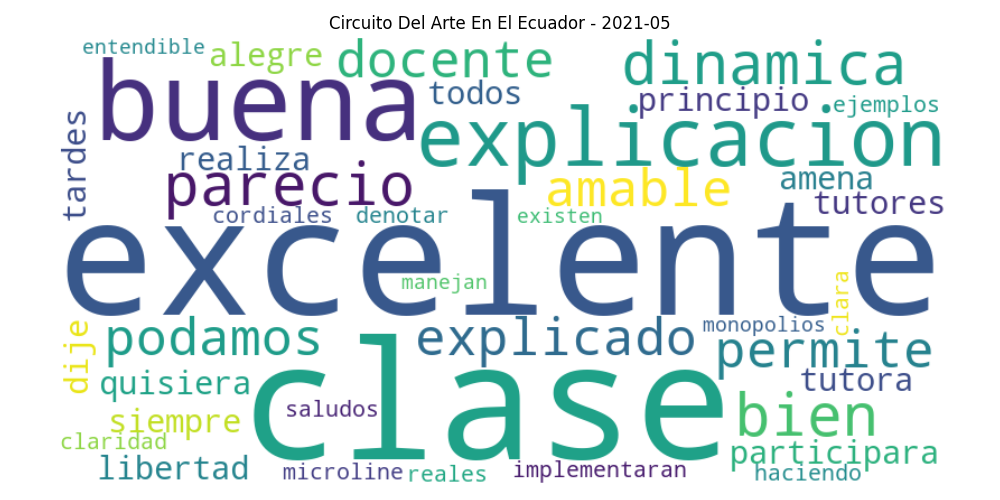 Circuito Del Arte En El Ecuador - 2021-05
entendible
alegre
docente
dinamica
buena
todos
principio
ejemplos
tardes
explicacion
realiza
parecio
amable
amena
tutores
cordiales
denotar
existen
excelente
manejan
clara
dije
podamos
explicado
monopolios
permite
clase
quisiera
tutora
saludos
siempre
bien
claridad
participara
libertad
microline
reales
implementaran
haciendo